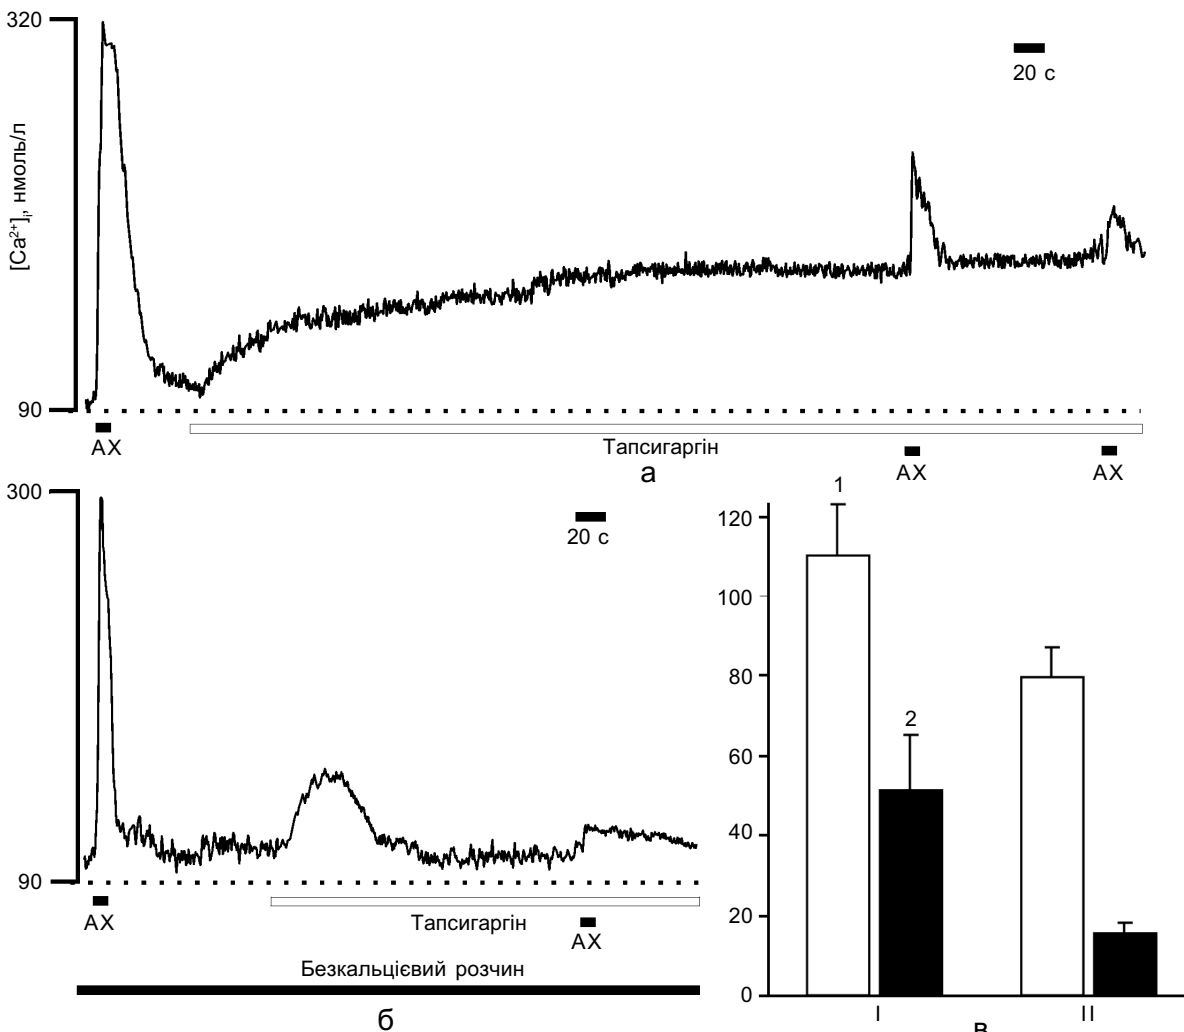 320
20 с
[Ca²⁺]ᵢ, нмоль/л
90
АХ
Тапсигаргін
АХ
АХ
а
300
20 с
90
АХ
Тапсигаргін
АХ
Безкальцієвий розчин
б
1
2
120
100
80
60
40
20
0
I
II
в